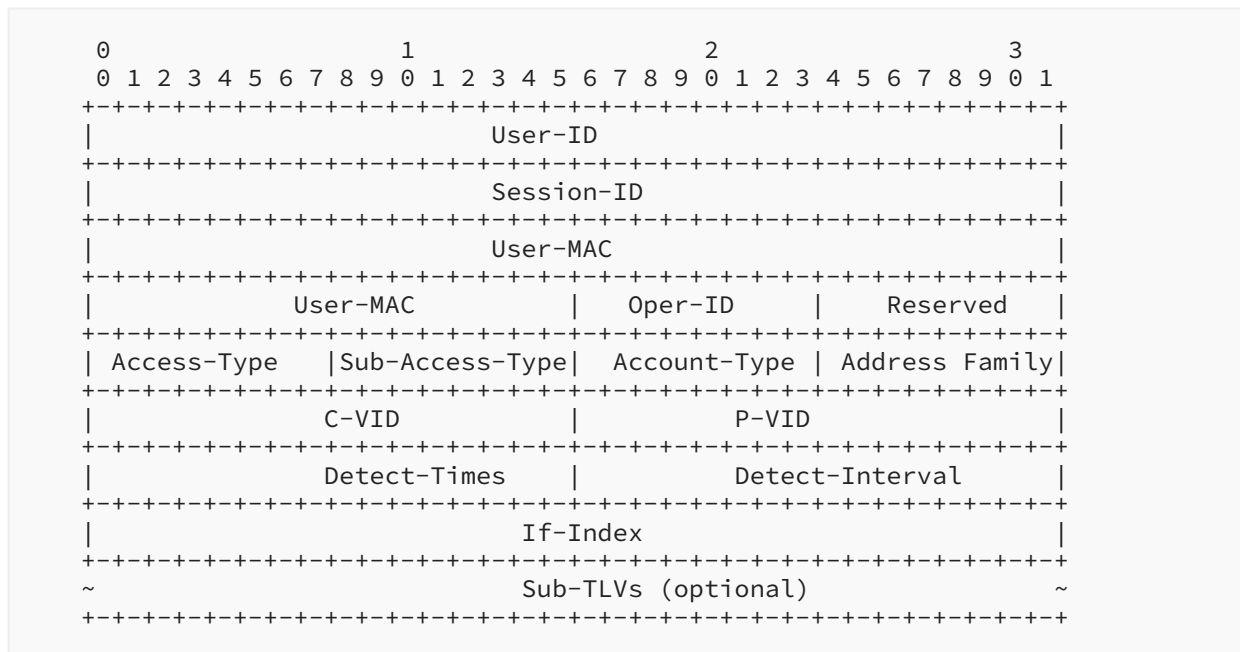 0                   1                   2                   3
 0 1 2 3 4 5 6 7 8 9 0 1 2 3 4 5 6 7 8 9 0 1 2 3 4 5 6 7 8 9 0 1
+-+-+-+-+-+-+-+-+-+-+-+-+-+-+-+-+-+-+-+-+-+-+-+-+-+-+-+-+-+-+-+-+
|                          User-ID                              |
+-+-+-+-+-+-+-+-+-+-+-+-+-+-+-+-+-+-+-+-+-+-+-+-+-+-+-+-+-+-+-+-+
|                          Session-ID                           |
+-+-+-+-+-+-+-+-+-+-+-+-+-+-+-+-+-+-+-+-+-+-+-+-+-+-+-+-+-+-+-+-+
|                          User-MAC                             |
+-+-+-+-+-+-+-+-+-+-+-+-+-+-+-+-+-+-+-+-+-+-+-+-+-+-+-+-+-+-+-+-+
|             User-MAC          |   Oper-ID     |    Reserved   |
+-+-+-+-+-+-+-+-+-+-+-+-+-+-+-+-+-+-+-+-+-+-+-+-+-+-+-+-+-+-+-+-+
| Access-Type   |Sub-Access-Type|  Account-Type | Address Family|
+-+-+-+-+-+-+-+-+-+-+-+-+-+-+-+-+-+-+-+-+-+-+-+-+-+-+-+-+-+-+-+-+
|               C-VID           |          P-VID                |
+-+-+-+-+-+-+-+-+-+-+-+-+-+-+-+-+-+-+-+-+-+-+-+-+-+-+-+-+-+-+-+-+
|               Detect-Times    |          Detect-Interval      |
+-+-+-+-+-+-+-+-+-+-+-+-+-+-+-+-+-+-+-+-+-+-+-+-+-+-+-+-+-+-+-+-+
|                            If-Index                           |
+-+-+-+-+-+-+-+-+-+-+-+-+-+-+-+-+-+-+-+-+-+-+-+-+-+-+-+-+-+-+-+-+
~                            Sub-TLVs (optional)                ~
+-+-+-+-+-+-+-+-+-+-+-+-+-+-+-+-+-+-+-+-+-+-+-+-+-+-+-+-+-+-+-+-+